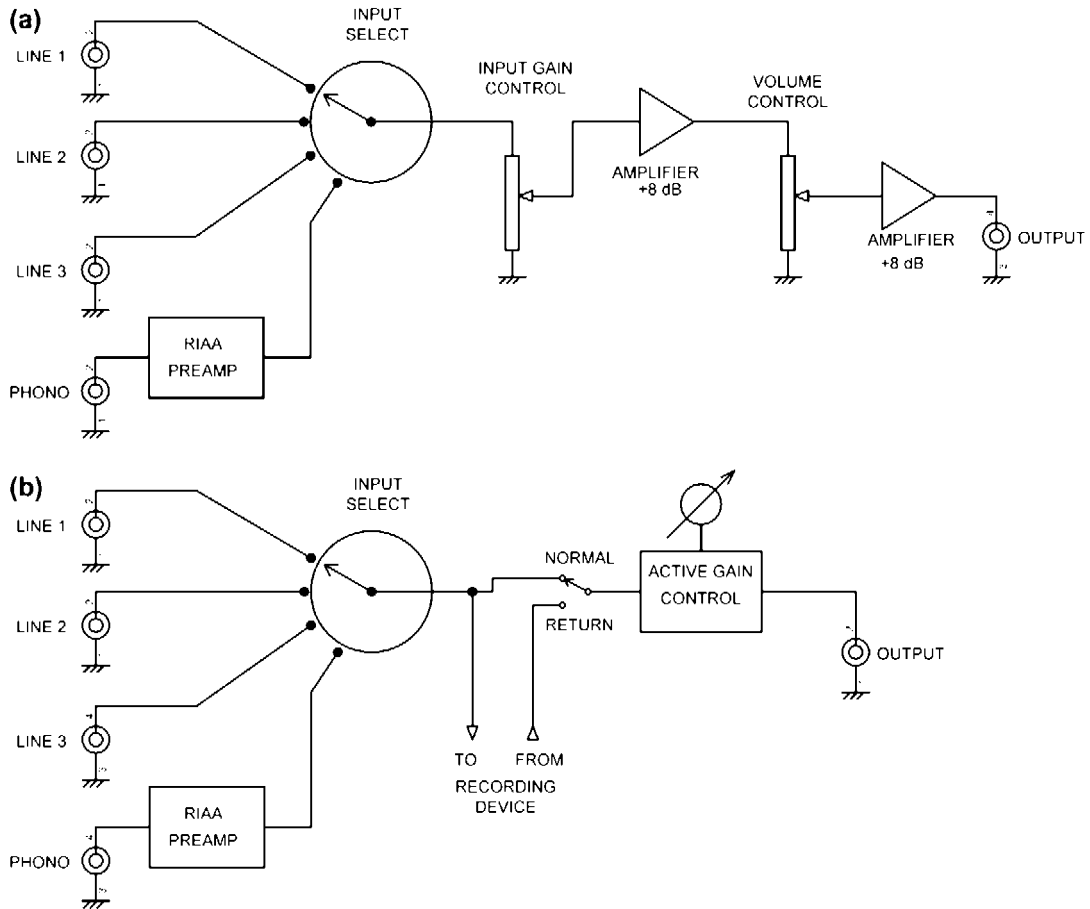 (a)
INPUT
SELECT
LINE 1
INPUT GAIN
CONTROL
VOLUME
CONTROL
LINE 2
AMPLIFIER
+8 dB
LINE 3
AMPLIFIER
+8 dB
OUTPUT
RIAA
PREAMP
PHONO
(b)
INPUT
SELECT
LINE 1
NORMAL
ACTIVE GAIN
CONTROL
LINE 2
RETURN
OUTPUT
LINE 3
TO FROM
RECORDING
DEVICE
RIAA
PREAMP
PHONO